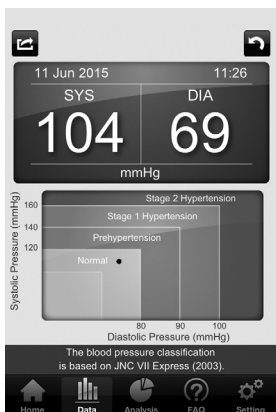 11 Jun 2015 11:26
SYS DIA
104 69
mmHg
Systolic Pressure (mmHg)
160
140
120
Stage 2 Hypertension
Stage 1 Hypertension
Prehypertension
Normal
80 90 100
Diastolic Pressure (mmHg)
The blood pressure classification
is based on JNC VII Express (2003).
Home Data Analysis FAQ Setting